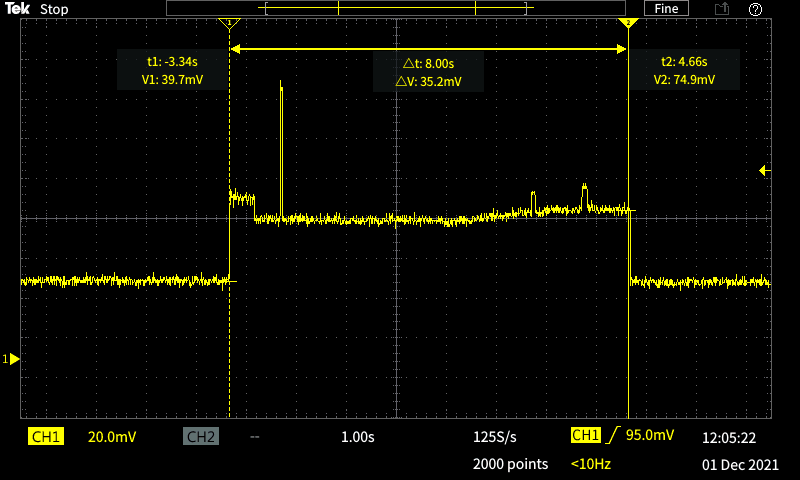 Tek Stop
Fine
1
2
t1: -3.34s
V1: 39.7mV
△t: 8.00s
△V: 35.2mV
t2: 4.66s
V2: 74.9mV
1
CH1 20.0mV CH2 -- 1.00s 125S/s CH1 95.0mV 12:05:22
2000 points <10Hz 01 Dec 2021